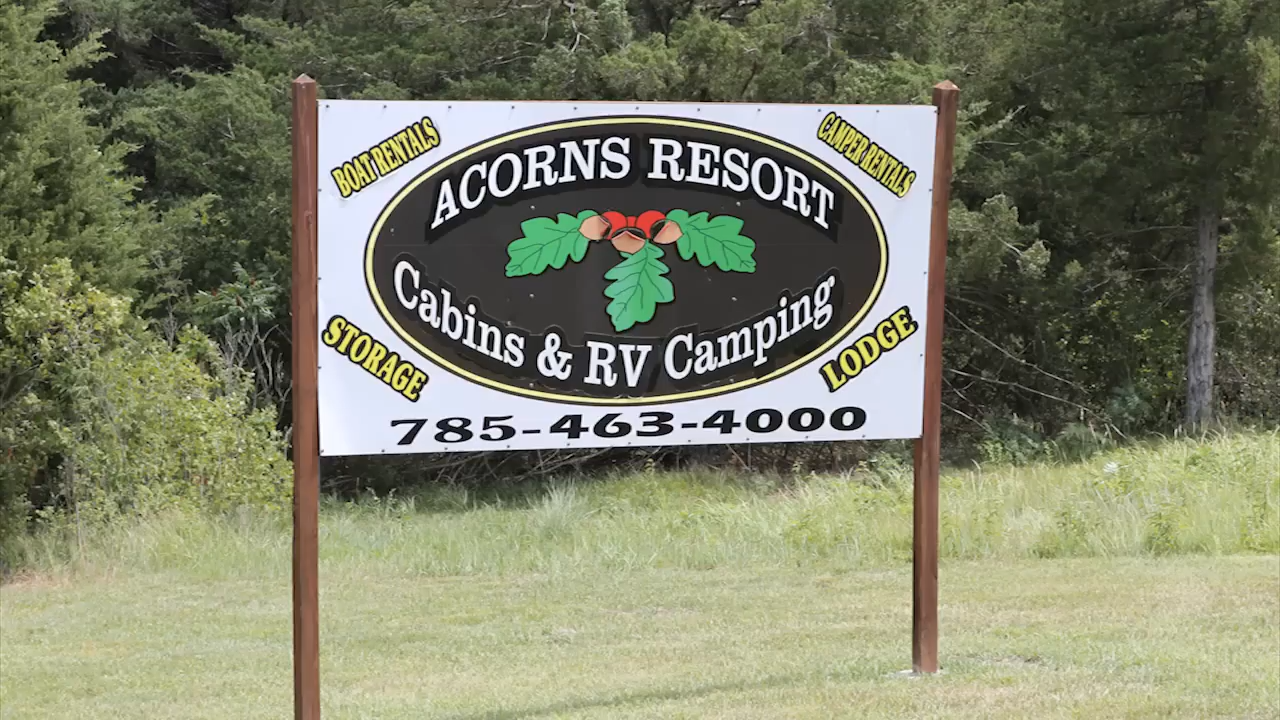 BOAT RENTALS
CAMPER RENTALS
ACORNS RESORT
Cabins & RV Camping
STORAGE
LODGE
785-463-4000